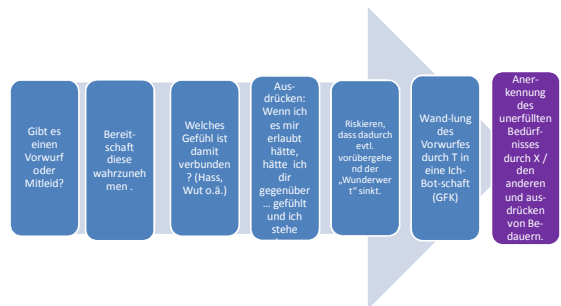 Gibt es
einen
Vorwurf
oder
Mitleid?
Bereit-
schaft
diese
wahrzuneh
men .
Welches
Gefühl ist
damit
verbunden
? (Hass,
Wut o.ä.)
Aus-
drücken:
Wenn ich
es mir
erlaubt
hätte,
hätte ich
dir
gegenüber
... gefühlt
und ich
stehe
Riskieren,
dass dadurch
evtl.
vorübergehe
nd der
„Wunderwe
rt“ sinkt.
Wand-lung
des
Vorwurfes
durch T in
eine Ich-
Bot-schaft
(GFK)
Aner-
kennung
des
unerfüllten
Bedürf-
nisses
durch X /
den
anderen
und aus-
drücken
von Be-
dauern.